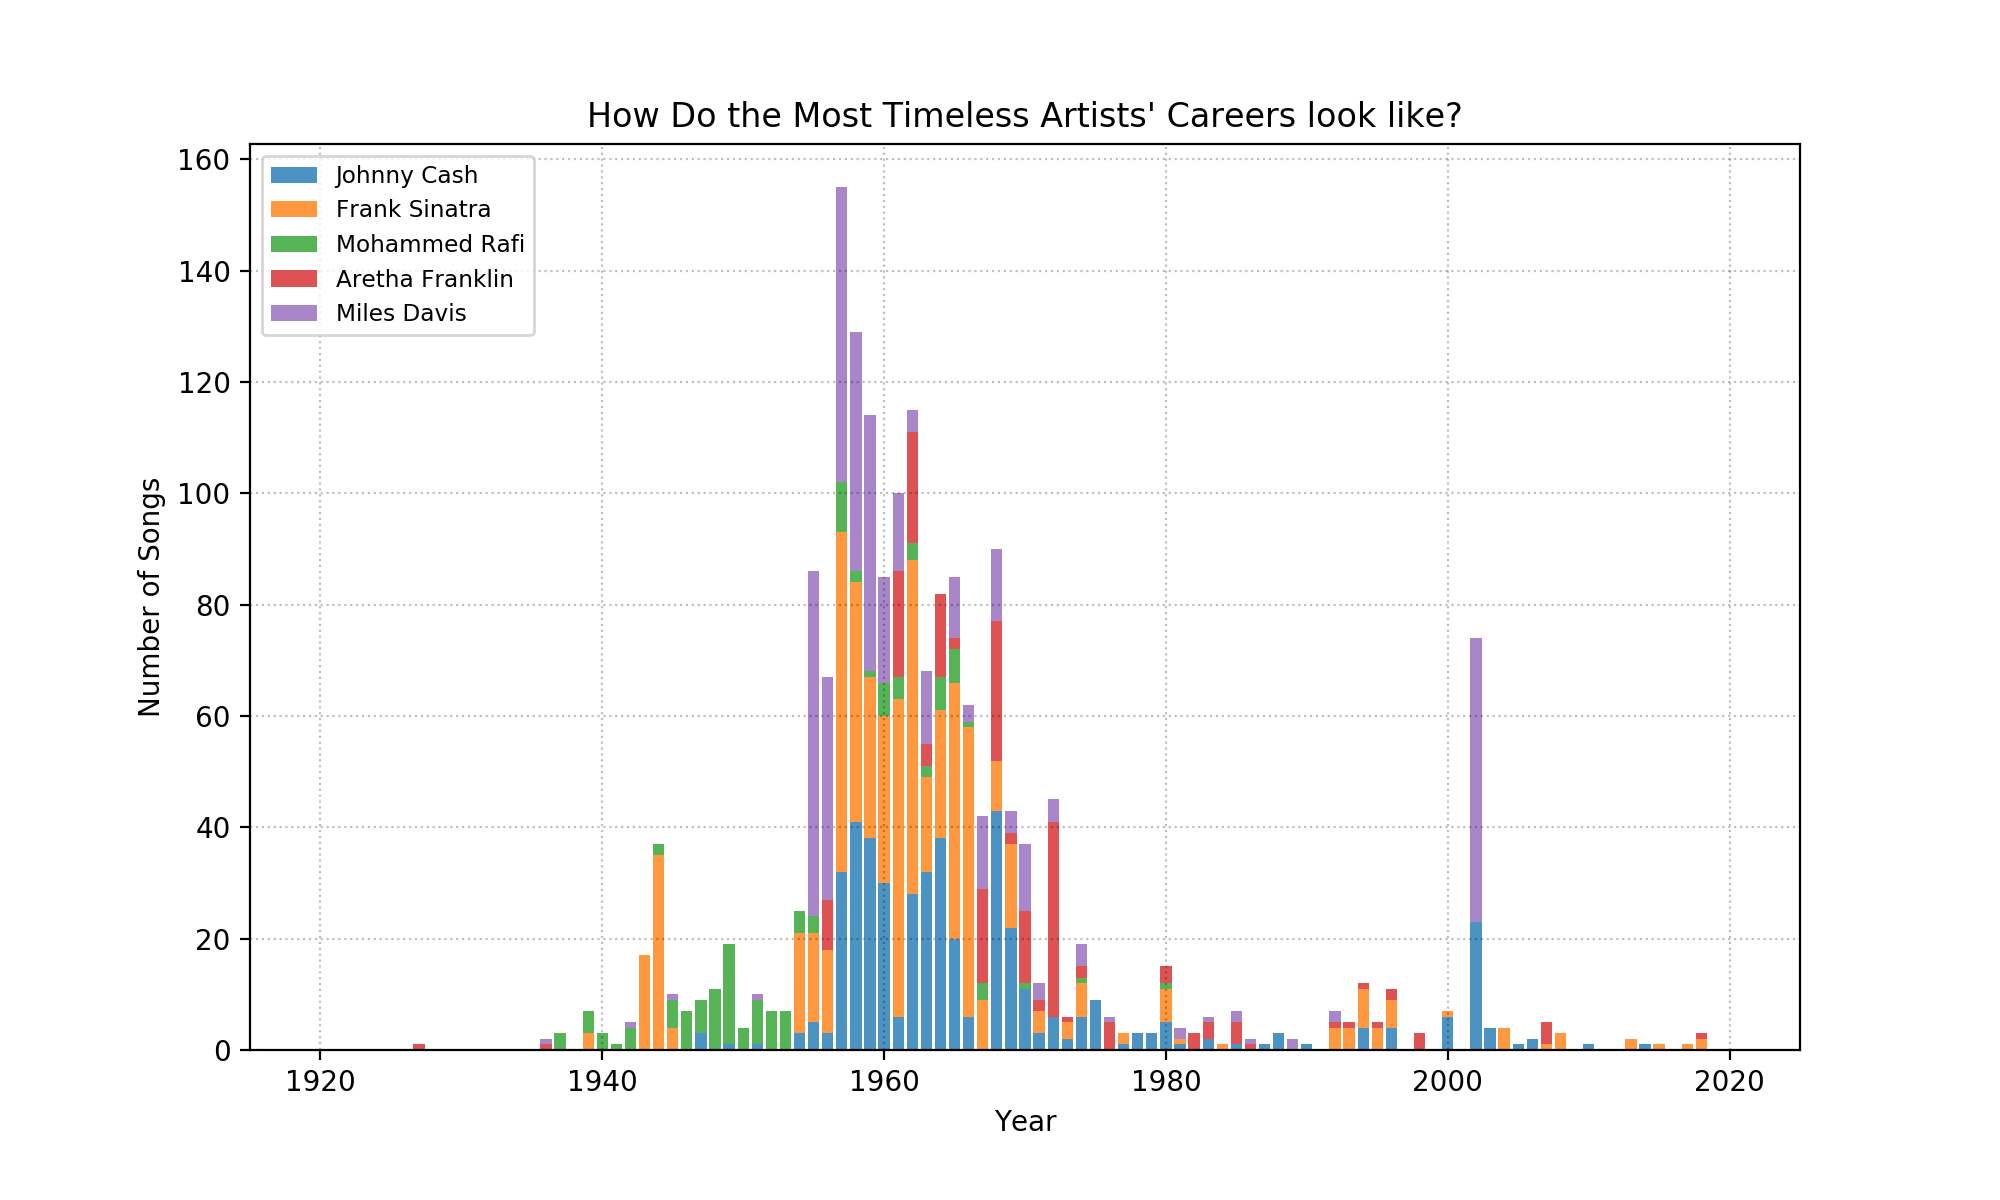 How Do the Most Timeless Artists' Careers look like?
Johnny Cash
Frank Sinatra
Mohammed Rafi
Aretha Franklin
Miles Davis
Number of Songs
160
140
120
100
80
60
40
20
0
1920 1940 1960 1980 2000 2020
Year